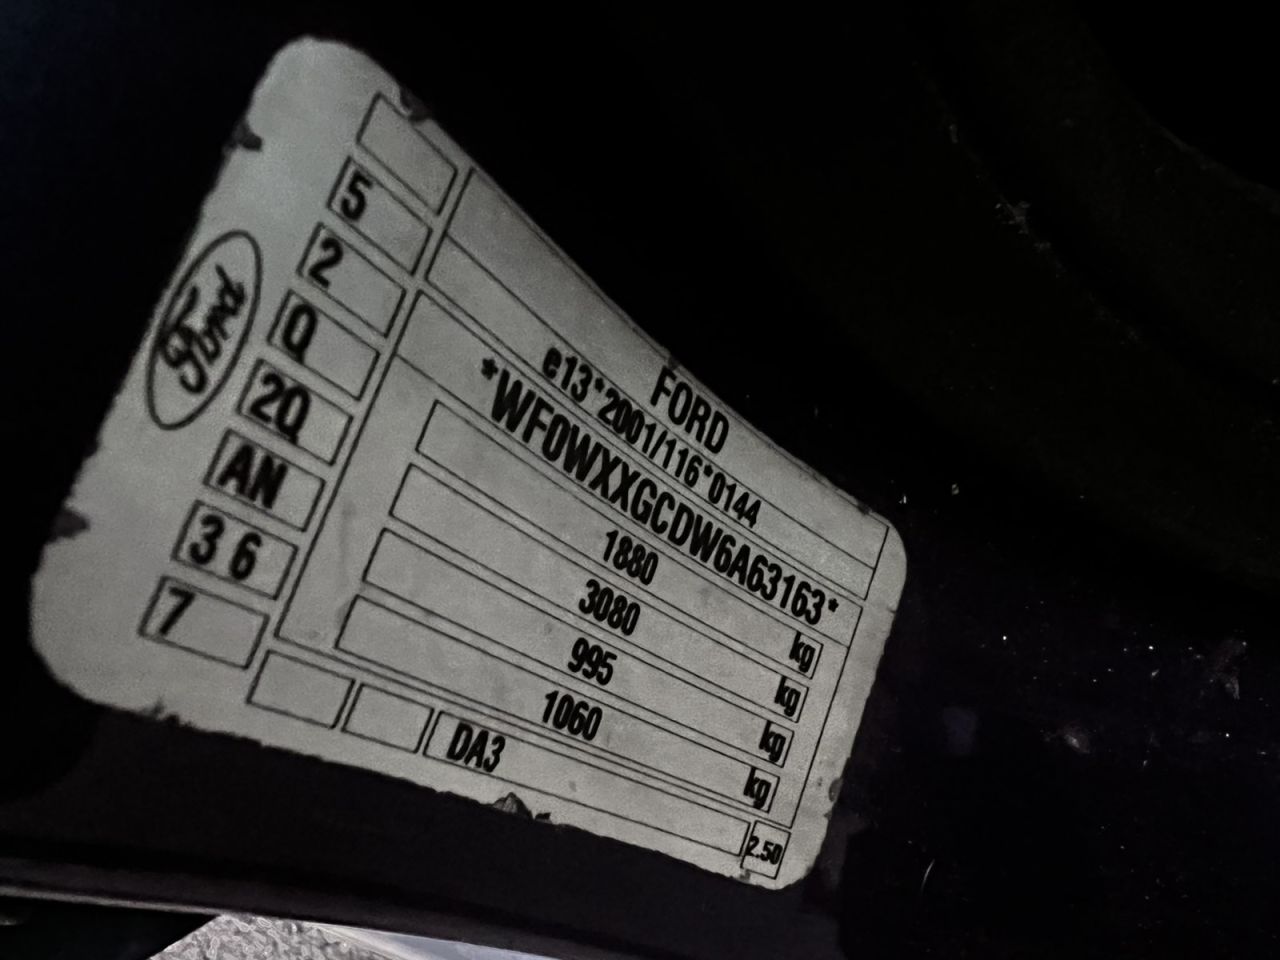 FORD
e13*2001/116*0144
*WF0WXXGCDW6A63163*
1880 kg
3080 kg
995 kg
1060 kg
DA3
2.50
5
2
Q
2Q
AN
3 6
7
Ford